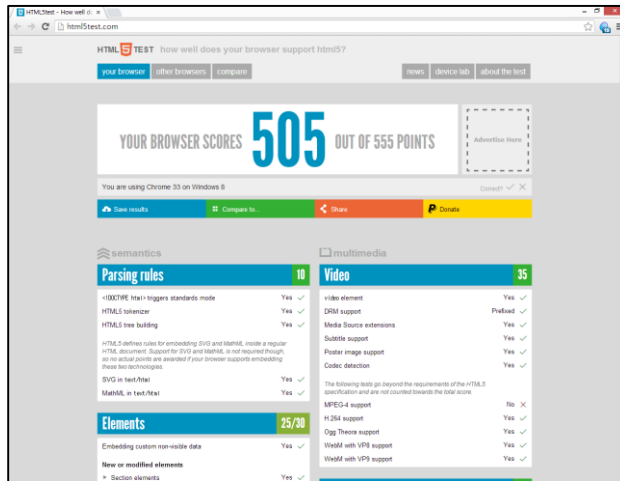 HTML5test - How well do
html5test.com
HTML 5 TEST how well does your browser support html5?
your browser other browsers compare news device lab about the test
YOUR BROWSER SCORES 505 OUT OF 555 POINTS
Advertise Here
You are using Chrome 33 on Windows 8 Correct? ✓ ✕
Save results Compare to... Share Donate
semantics
Parsing rules 10
<!DOCTYPE html> triggers standards mode Yes ✓
HTML5 tokenizer Yes ✓
HTML5 tree building Yes ✓
HTML5 defines rules for embedding SVG and MathML inside a regular
HTML document. Support for SVG and MathML is not required though,
so no actual points are awarded if your browser supports embedding
these two technologies.
SVG in text/html Yes ✓
MathML in text/html Yes ✓
Elements 25/30
Embedding custom non-visible data Yes ✓
New or modified elements
Section elements Yes ✓
multimedia
Video 35
video element Yes ✓
DRM support Prefixed ✓
Media Source extensions Yes ✓
Subtitle support Yes ✓
Poster image support Yes ✓
Codec detection Yes ✓
The following tests go beyond the requirements of the HTML5
specification and are not counted towards the total score.
MPEG-4 support No ✕
H.264 support Yes ✓
Ogg Theora support Yes ✓
WebM with VP8 support Yes ✓
WebM with VP9 support Yes ✓